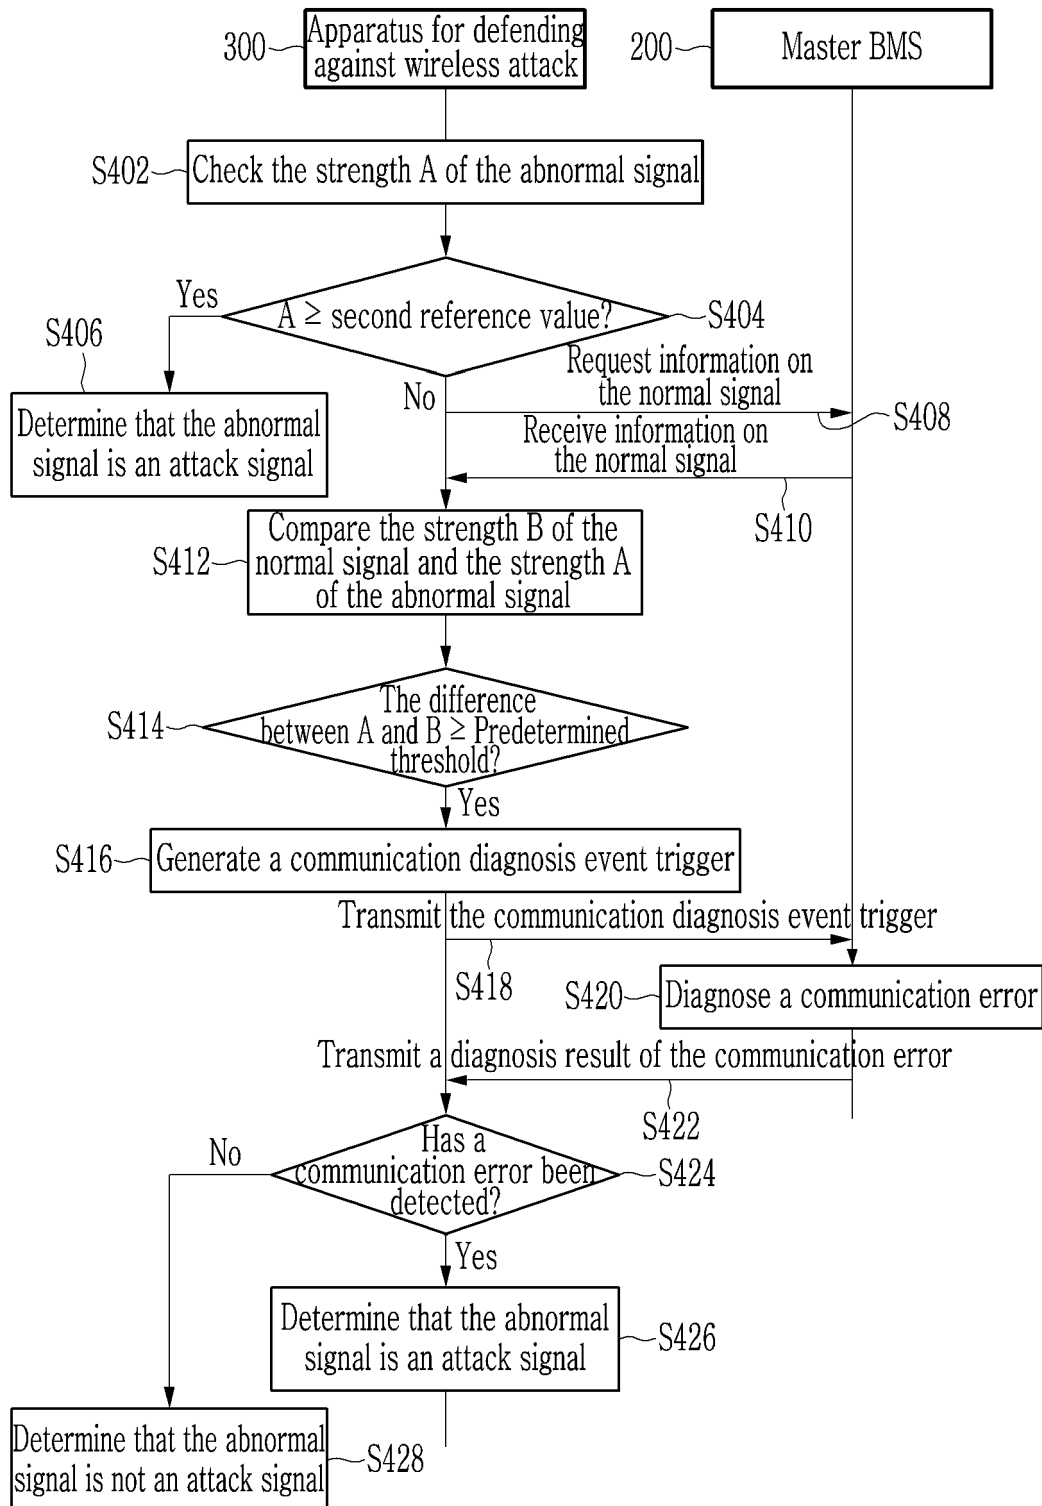 300
Apparatus for defending
against wireless attack
200
Master BMS
S402
Check the strength A of the abnormal signal
Yes
A ≥ second reference value?
S404
S406
Determine that the abnormal
signal is an attack signal
No
Request information on
the normal signal
S408
Receive information on
the normal signal
S410
S412
Compare the strength B of the
normal signal and the strength A
of the abnormal signal
S414
The difference
between A and B ≥ Predetermined
threshold?
Yes
S416
Generate a communication diagnosis event trigger
Transmit the communication diagnosis event trigger
S418
S420
Diagnose a communication error
Transmit a diagnosis result of the communication error
S422
No
Has a
communication error been
detected?
S424
Yes
Determine that the abnormal
signal is an attack signal
S426
Determine that the abnormal
signal is not an attack signal
S428